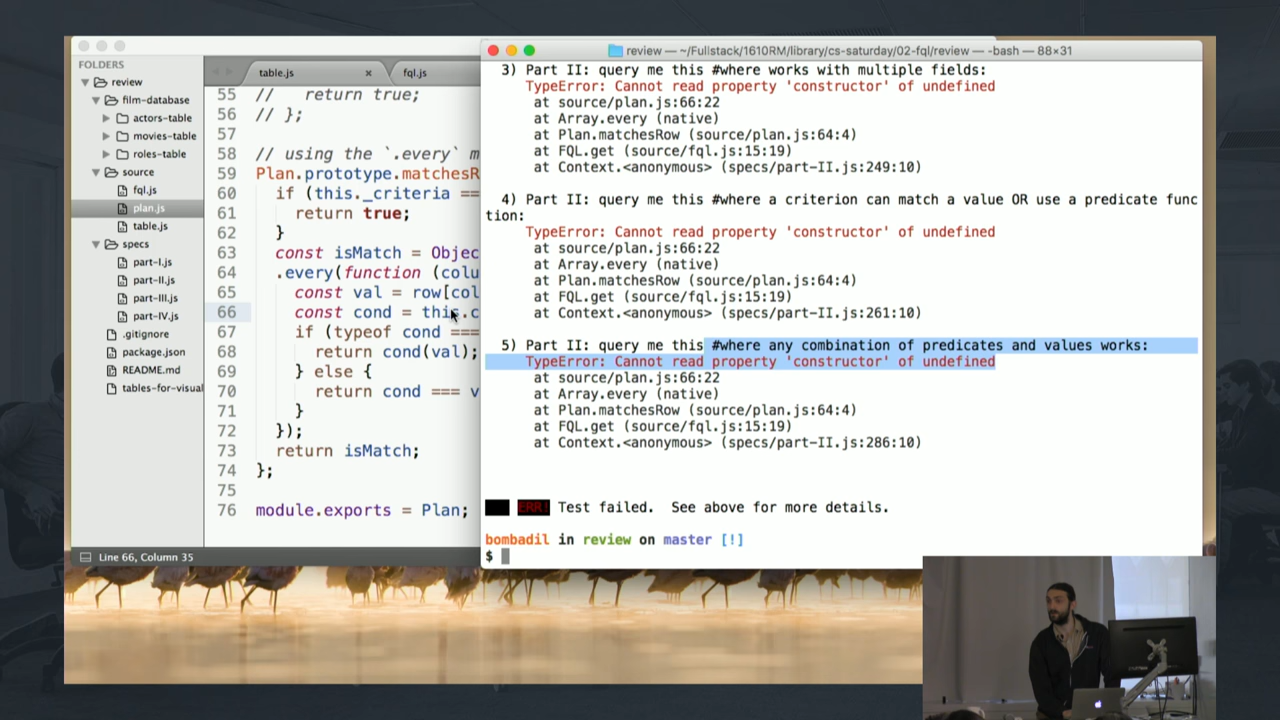 FOLDERS
review
film-database
actors-table
movies-table
roles-table
source
fql.js
plan.js
table.js
specs
part-I.js
part-II.js
part-III.js
part-IV.js
.gitignore
package.json
README.md
tables-for-visual
table.js × fql.js
55 // return true;
56 // };
57
58 // using the `.every` m
59 Plan.prototype.matchesR
60 if (this._criteria ==
61 return true;
62 }
63 const isMatch = Objec
64 .every(function (colu
65 const val = row[col
66 const cond = this.c
67 if (typeof cond ===
68 return cond(val);
69 } else {
70 return cond === v
71 }
72 });
73 return isMatch;
74 };
75
76 module.exports = Plan;
Line 66, Column 35
review — ~/Fullstack/1610RM/library/cs-saturday/02-fql/review — -bash — 88×31
3) Part II: query me this #where works with multiple fields:
TypeError: Cannot read property 'constructor' of undefined
at source/plan.js:66:22
at Array.every (native)
at Plan.matchesRow (source/plan.js:64:4)
at FQL.get (source/fql.js:15:19)
at Context.<anonymous> (specs/part-II.js:249:10)
4) Part II: query me this #where a criterion can match a value OR use a predicate func
tion:
TypeError: Cannot read property 'constructor' of undefined
at source/plan.js:66:22
at Array.every (native)
at Plan.matchesRow (source/plan.js:64:4)
at FQL.get (source/fql.js:15:19)
at Context.<anonymous> (specs/part-II.js:261:10)
5) Part II: query me this #where any combination of predicates and values works:
TypeError: Cannot read property 'constructor' of undefined
at source/plan.js:66:22
at Array.every (native)
at Plan.matchesRow (source/plan.js:64:4)
at FQL.get (source/fql.js:15:19)
at Context.<anonymous> (specs/part-II.js:286:10)
ERR! Test failed. See above for more details.
bombadil in review on master [!]
$